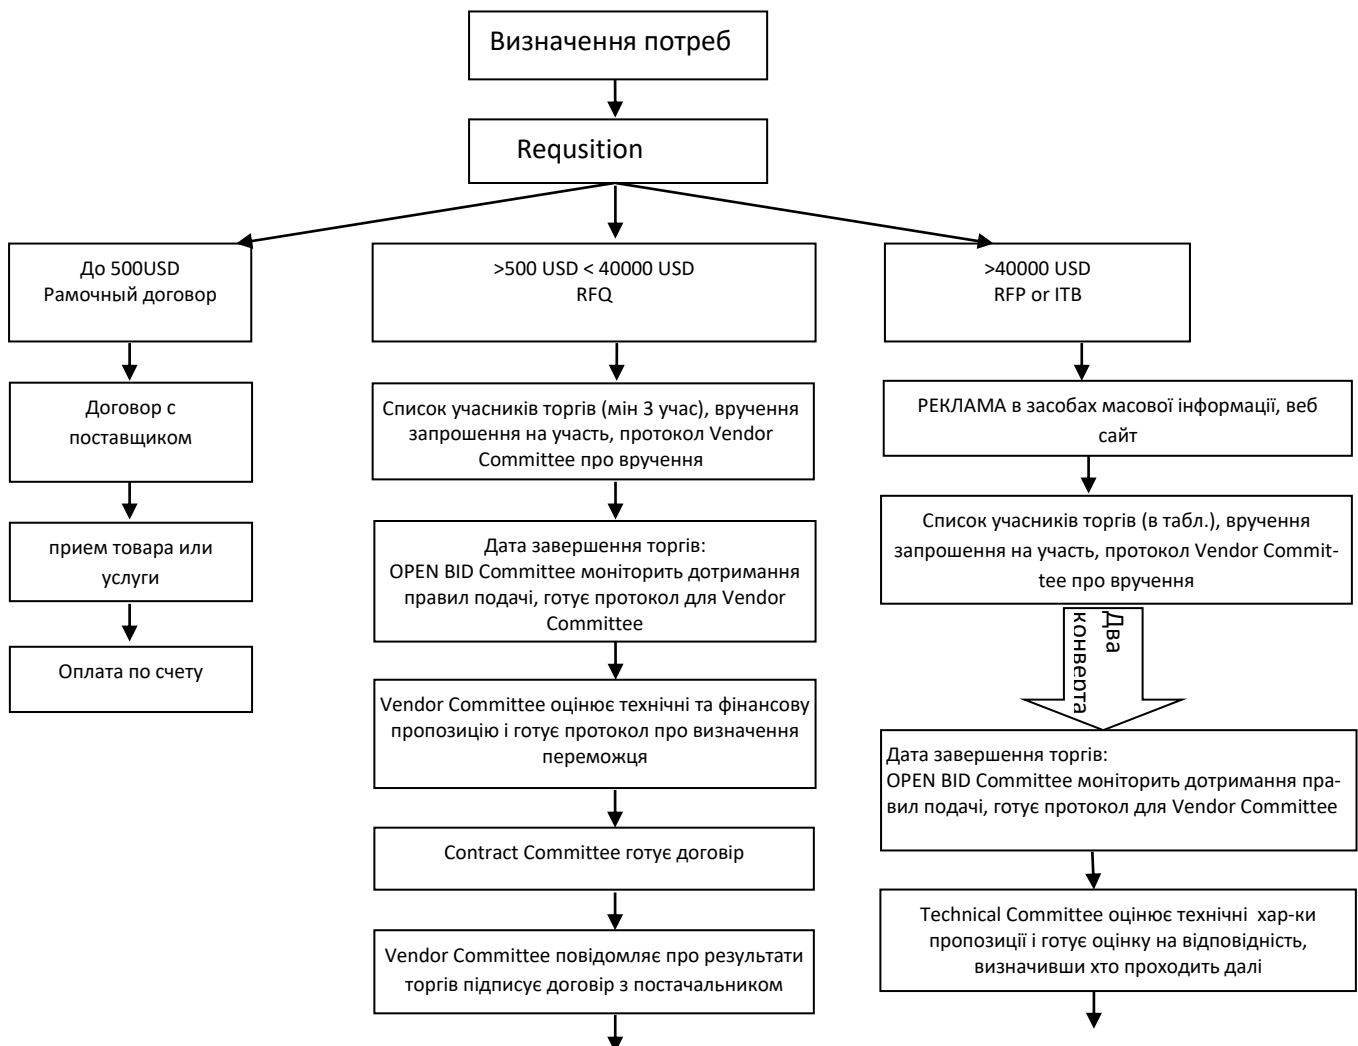 Визначення потреб
Requsition
До 500USD
Рамочный договор
Договор с
поставщиком
прием товара или
услуги
Оплата по счету
>500 USD < 40000 USD
RFQ
Список учасників торгів (мін 3 учас), вручення
запрошення на участь, протокол Vendor
Committee про вручення
Дата завершення торгів:
OPEN BID Committee моніторить дотримання
правил подачі, готує протокол для Vendor
Committee
Vendor Committee оцінює технічні та фінансову
пропозицію і готує протокол про визначення
переможця
Contract Committee готує договір
Vendor Committee повідомляє про результати
торгів підписує договір з постачальником
>40000 USD
RFP or ITB
РЕКЛАМА в засобах масової інформації, веб
сайт
Список учасників торгів (в табл.), вручення
запрошення на участь, протокол Vendor Commit-
tee про вручення
Два
конверта
Дата завершення торгів:
OPEN BID Committee моніторить дотримання пра-
вил подачі, готує протокол для Vendor Committee
Technical Committee оцінює технічні хар-ки
пропозиції і готує оцінку на відповідність,
визначивши хто проходить далі